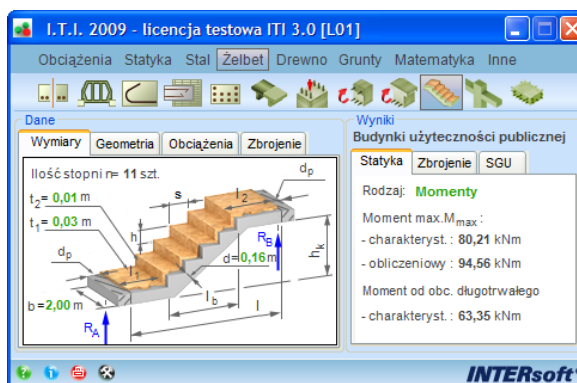 I.T.I. 2009 - licencja testowa ITI 3.0 [L01]
Obciążenia Statyka Stal Żelbet Drewno Grunty Matematyka Inne
Dane
Wymiary Geometria Obciążenia Zbrojenie
Ilość stopni n= 11 szt.
t2= 0,01 m
t1= 0,03 m
s
l2
dp
h
RB
hk
dp
l1
d=0,16 m
b=2,00 m
lb
l
RA
Wyniki
Budynki użyteczności publicznej
Statyka Zbrojenie SGU
Rodzaj: Momenty
Moment max.Mmax :
- charakteryst. : 80,21 kNm
- obliczeniowy : 94,56 kNm
Moment od obc. długotrwałego
- charakteryst. : 63,35 kNm
INTERsoft